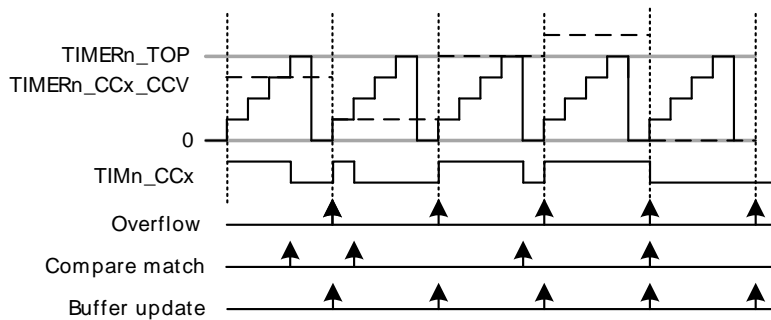 TIMERn_TOP
TIMERn_CCx_CCV
0
TIMn_CCx
Overflow
Compare match
Buffer update